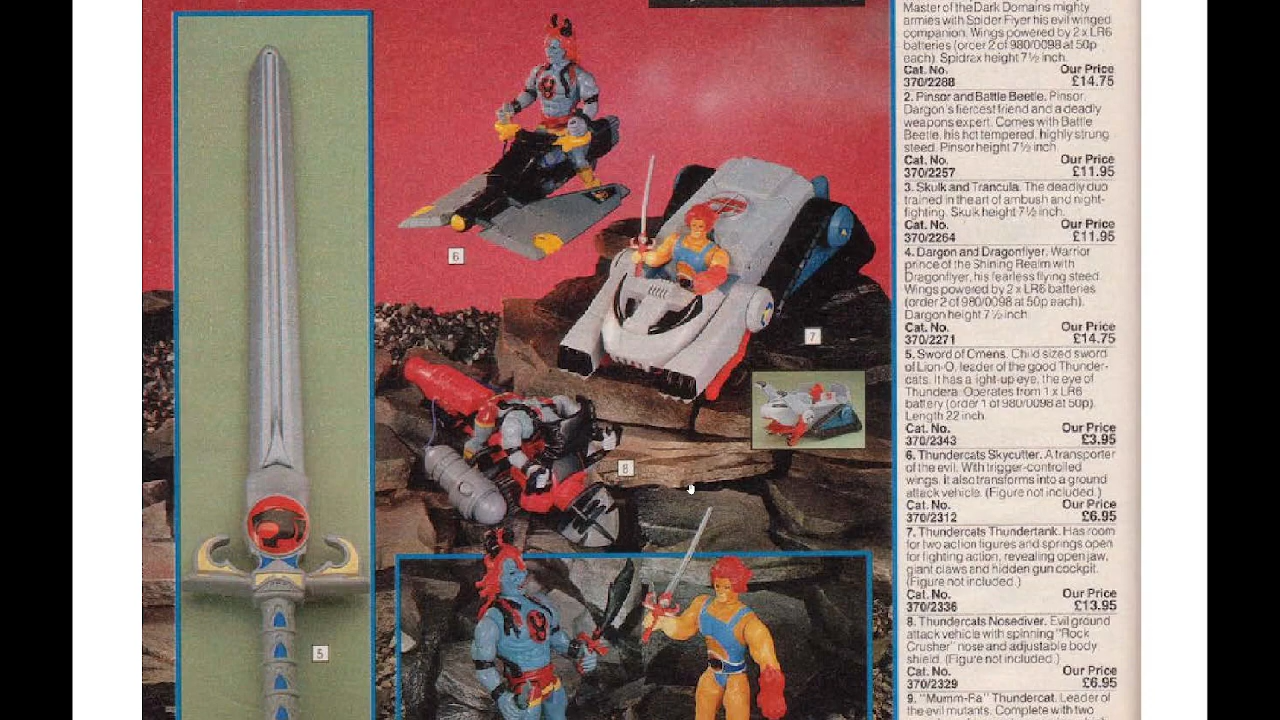 Master of the Dark Domains mighty
armies with Spider Flyer his evil winged
companion. Wings powered by 2 x LR6
batteries (order 2 of 980/0098 at 50p
each). Spidrax height 7½ inch.
Cat. No. Our Price
370/2288 £14.75
2. Pinsor and Battle Beetle. Pinsor,
Dargon's fiercest friend and a deadly
weapons expert. Comes with Battle
Beetle, his hot tempered, highly strung
steed. Pinsor height 7½ inch.
Cat. No. Our Price
370/2257 £11.95
3. Skulk and Trancula. The deadly duo
trained in the art of ambush and night-
fighting. Skulk height 7½ inch.
Cat. No. Our Price
370/2264 £11.95
4. Dargon and Dragonflyer. Warrior
prince of the Shining Realm with
Dragonflyer, his fearless flying steed.
Wings powered by 2 x LR6 batteries
(order 2 of 980/0098 at 50p each).
Dargon height 7½ inch.
Cat. No. Our Price
370/2271 £14.75
5. Sword of Omens. Child sized sword
of Lion-O, leader of the good Thunder-
cats. It has a light-up eye, the eye of
Thundera. Operates from 1 x LR6
battery (order 1 of 980/0098 at 50p).
Length 22 inch.
Cat. No. Our Price
370/2343 £3.95
6. Thundercats Skycutter. A transporter
of the evil. With trigger-controlled
wings, it also transforms into a ground
attack vehicle. (Figure not included.)
Cat. No. Our Price
370/2312 £6.95
7. Thundercats Thundertank. Has room
for two action figures and springs open
for fighting action, revealing open jaw,
giant claws and hidden gun cockpit.
(Figure not included.)
Cat. No. Our Price
370/2336 £13.95
8. Thundercats Nosediver. Evil ground
attack vehicle with spinning "Rock
Crusher" nose and adjustable body
shield. (Figure not included.)
Cat. No. Our Price
370/2329 £6.95
9. "Mumm-Ra" Thundercat. Leader of
the evil mutants. Complete with two
6
7
8
5